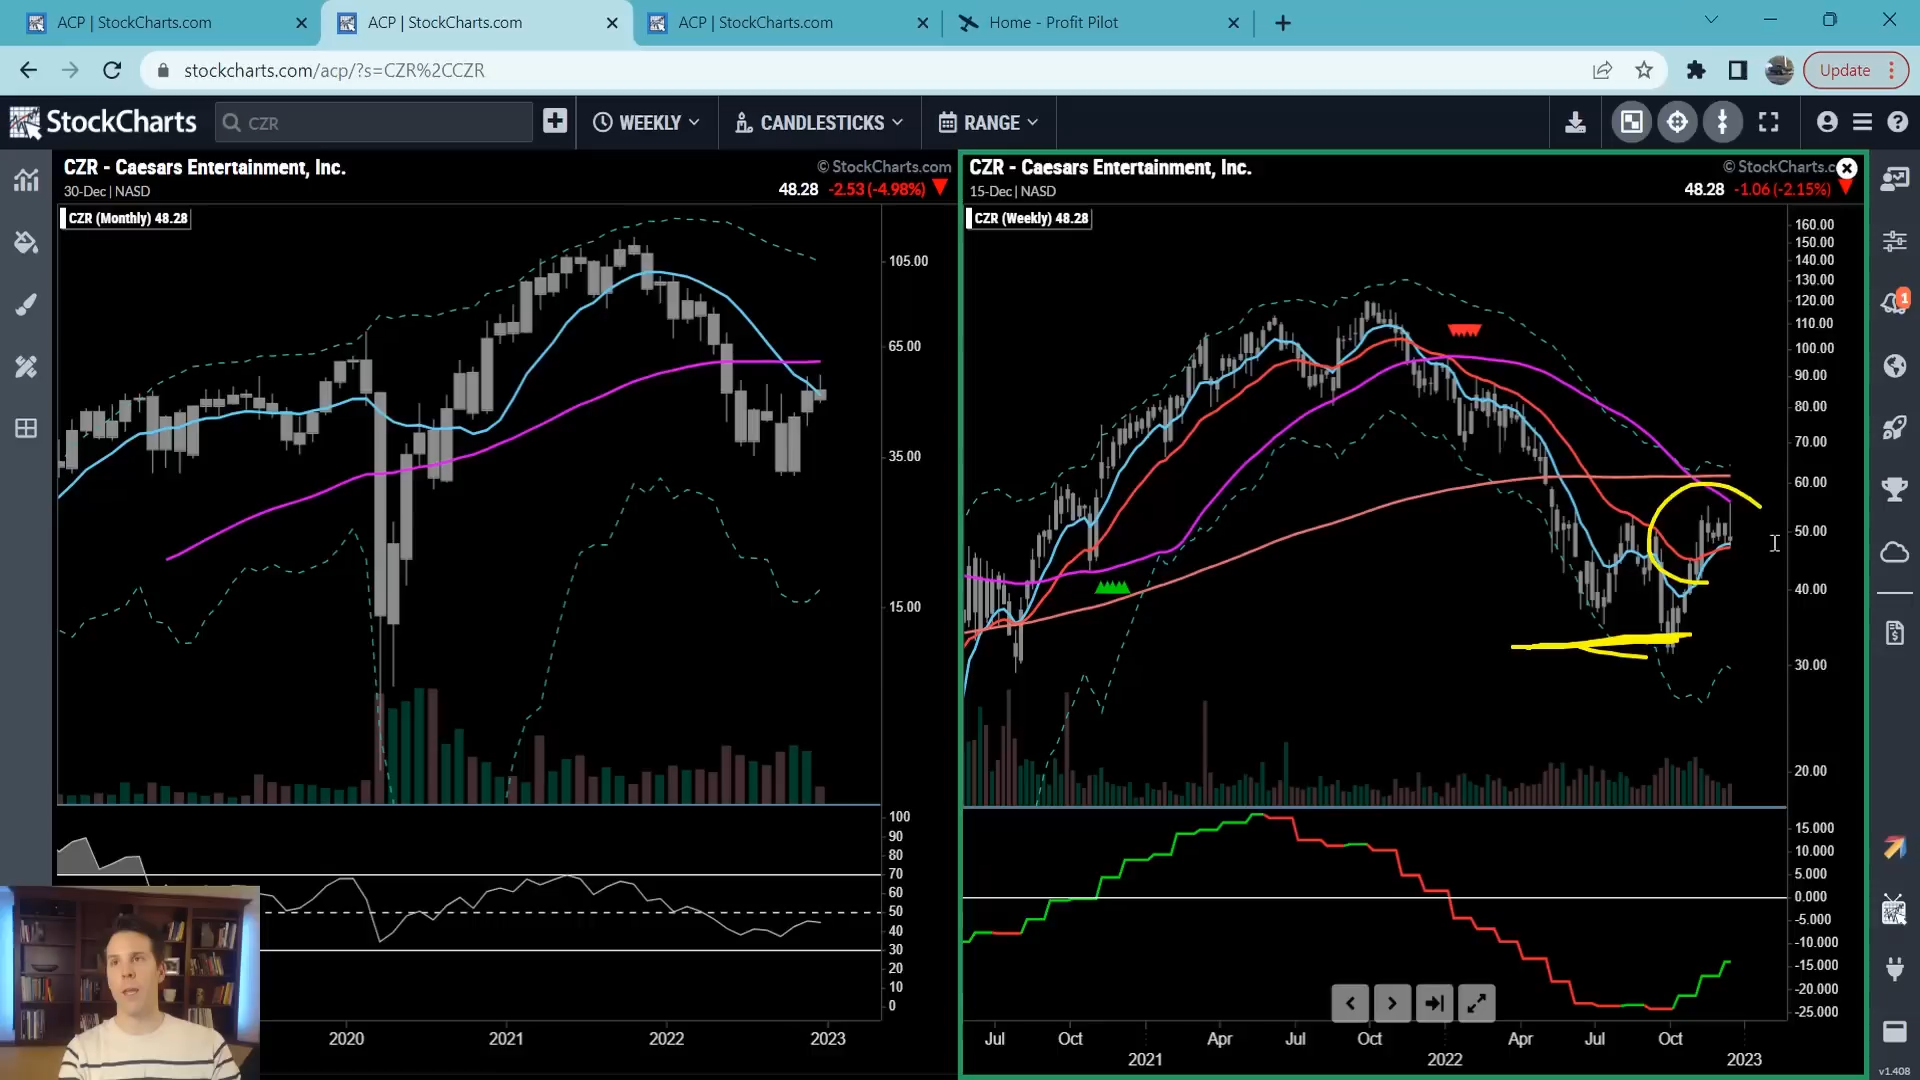 ACP | StockCharts.com
ACP | StockCharts.com
ACP | StockCharts.com
Home - Profit Pilot
stockcharts.com/acp/?s=CZR%2CCZR
Update
StockCharts
CZR
WEEKLY
CANDLESTICKS
RANGE
CZR - Caesars Entertainment, Inc.
© StockCharts.com
30-Dec | NASD
48.28 -2.53 (-4.98%)
CZR (Monthly) 48.28
105.00
65.00
35.00
15.00
100
90
80
70
60
50
40
30
20
10
0
2020 2021 2022 2023
CZR - Caesars Entertainment, Inc.
© StockCharts.c
15-Dec | NASD
48.28 -1.06 (-2.15%)
CZR (Weekly) 48.28
160.00
150.00
140.00
130.00
120.00
110.00
100.00
90.00
80.00
70.00
60.00
50.00
40.00
30.00
20.00
15.000
10.000
5.000
0.000
-5.000
-10.000
-15.000
-20.000
-25.000
Jul Oct Apr Jul Oct Apr Jul Oct
2021 2022 2023
1
v1.408